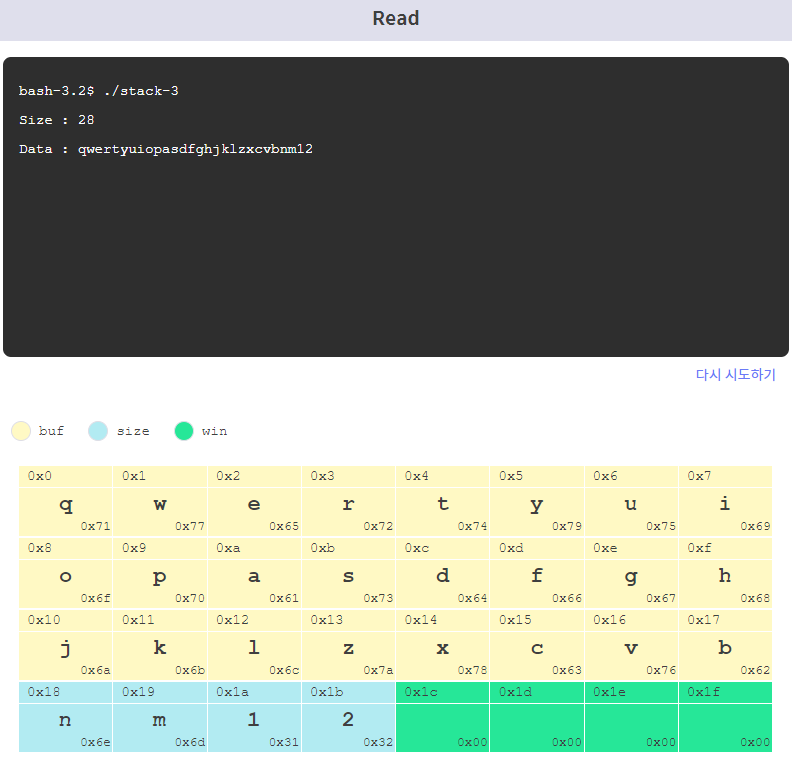 Read
bash-3.2$ ./stack-3
Size : 28
Data : qwertyuiopasdfghjklzxcvbnm12
다시 시도하기
buf size win
0x0 0x1 0x2 0x3 0x4 0x5 0x6 0x7
q w e r t y u i
0x71 0x77 0x65 0x72 0x74 0x79 0x75 0x69
0x8 0x9 0xa 0xb 0xc 0xd 0xe 0xf
o p a s d f g h
0x6f 0x70 0x61 0x73 0x64 0x66 0x67 0x68
0x10 0x11 0x12 0x13 0x14 0x15 0x16 0x17
j k l z x c v b
0x6a 0x6b 0x6c 0x7a 0x78 0x63 0x76 0x62
0x18 0x19 0x1a 0x1b 0x1c 0x1d 0x1e 0x1f
n m 1 2
0x6e 0x6d 0x31 0x32 0x00 0x00 0x00 0x00